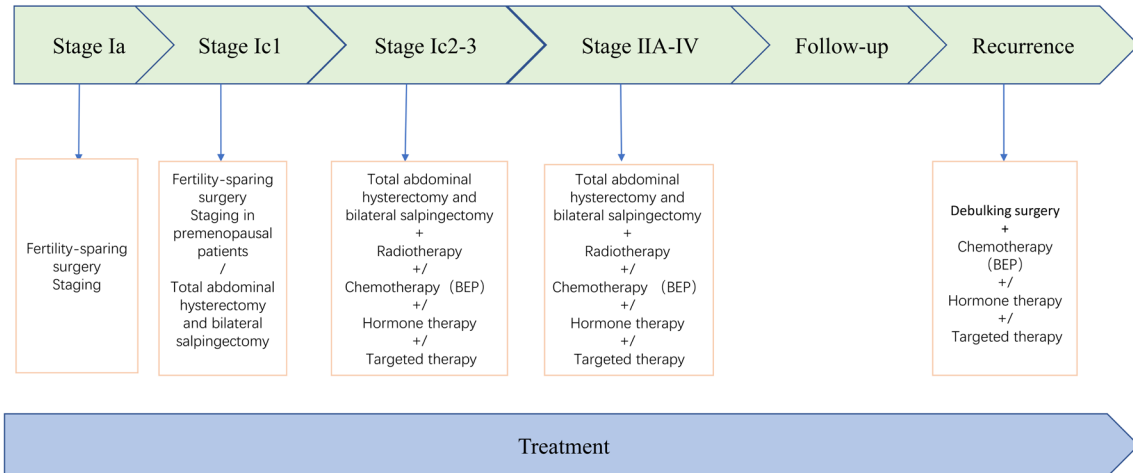 Stage Ia
Stage Ic1
Stage Ic2-3
Stage IIA-IV
Follow-up
Recurrence
Fertility-sparing
surgery
Staging
Fertility-sparing
surgery
Staging in
premenopausal
patients
/
Total abdominal
hysterectomy
and bilateral
salpingectomy
Total abdominal
hysterectomy and
bilateral salpingectomy
+
Radiotherapy
+/
Chemotherapy（BEP）
+/
Hormone therapy
+/
Targeted therapy
Total abdominal
hysterectomy and
bilateral salpingectomy
+
Radiotherapy
+/
Chemotherapy （BEP）
+/
Hormone therapy
+/
Targeted therapy
Debulking surgery
+
Chemotherapy
（BEP）
+/
Hormone therapy
+/
Targeted therapy
Treatment